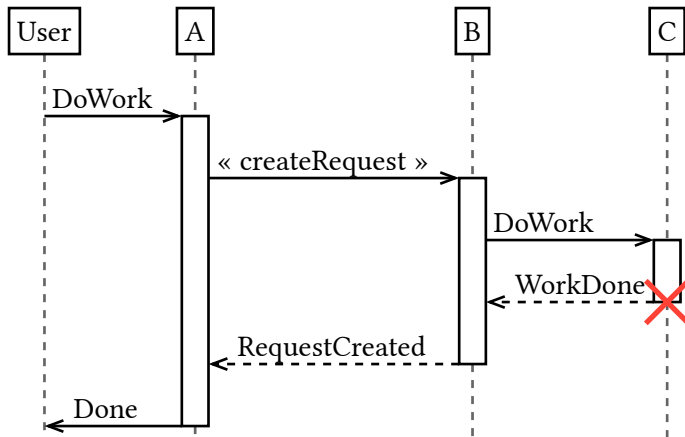 User
A
B
C
DoWork
« createRequest »
DoWork
WorkDone
RequestCreated
Done